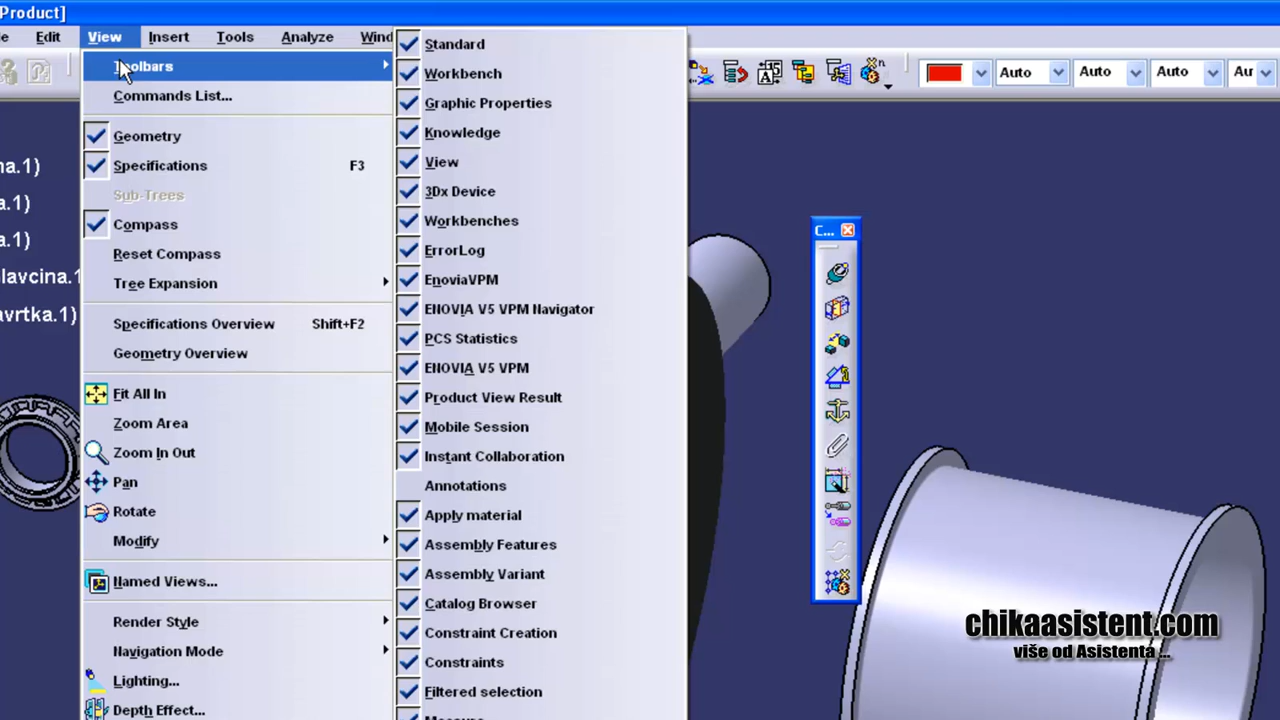 Product]
Edit
View
Insert
Tools
Analyze
Wind
Toolbars
Commands List...
Geometry
Specifications F3
Sub-Trees
Compass
Reset Compass
Tree Expansion
Specifications Overview Shift+F2
Geometry Overview
Fit All In
Zoom Area
Zoom In Out
Pan
Rotate
Modify
Named Views...
Render Style
Navigation Mode
Lighting...
Depth Effect...
Standard
Workbench
Graphic Properties
Knowledge
View
3Dx Device
Workbenches
ErrorLog
EnoviaVPM
ENOVIA V5 VPM Navigator
PCS Statistics
ENOVIA V5 VPM
Product View Result
Mobile Session
Instant Collaboration
Annotations
Apply material
Assembly Features
Assembly Variant
Catalog Browser
Constraint Creation
Constraints
Filtered selection
Auto
Auto
Auto
Au
C...
na.1)
a.1)
a.1)
lavcina.1
avrtka.1)
chikaasistent.com
više od Asistenta ...